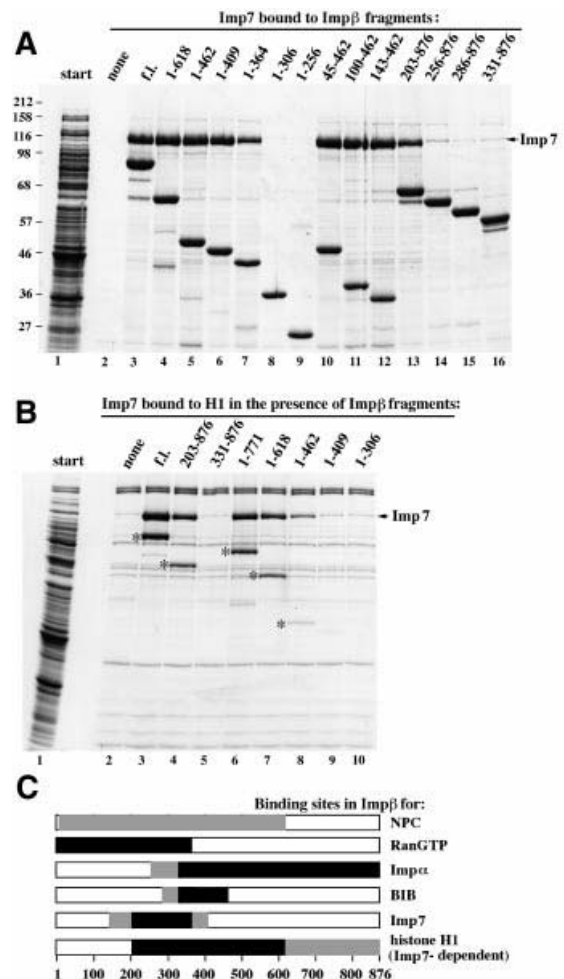 A
Imp7 bound to Impβ fragments:
start none f.l. 1-618 1-462 1-409 1-364 1-306 1-256 45-462 100-462 143-462 203-876 256-876 286-876 331-876
212
158
116
98
68
57
46
36
27
Imp 7
1 2 3 4 5 6 7 8 9 10 11 12 13 14 15 16
B
Imp7 bound to H1 in the presence of Impβ fragments:
start none f.l. 203-876 331-876 1-771 1-618 1-462 1-409 1-306
Imp 7
*
*
*
*
*
1 2 3 4 5 6 7 8 9 10
C
Binding sites in Impβ for:
NPC
RanGTP
Impα
BIB
Imp7
histone H1
(Imp7- dependent)
1 100 200 300 400 500 600 700 800 876